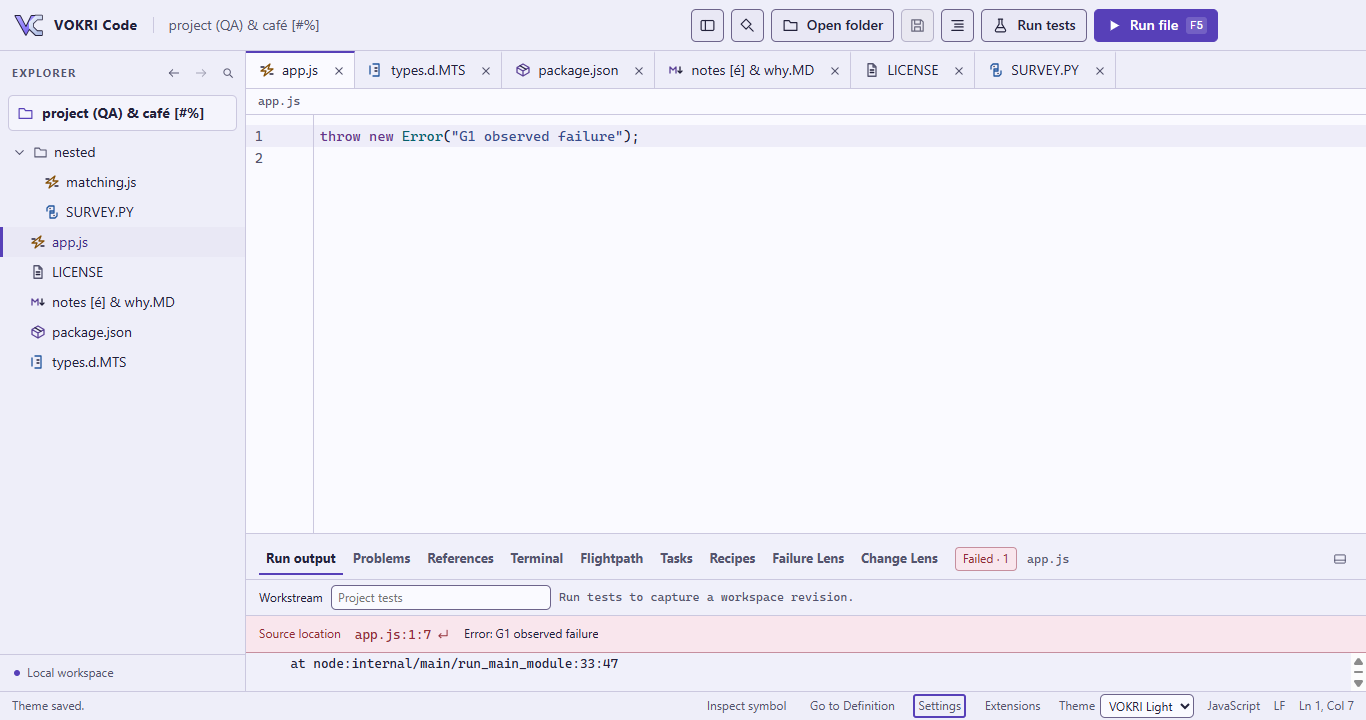 VOKRI Code project (QA) & café [#%] Open folder Run tests Run file F5
EXPLORER
app.js types.d.MTS package.json notes [é] & why.MD LICENSE SURVEY.PY
app.js
project (QA) & café [#%]
nested
matching.js
SURVEY.PY
app.js
LICENSE
notes [é] & why.MD
package.json
types.d.MTS
1 throw new Error("G1 observed failure");
2
Run output Problems References Terminal Flightpath Tasks Recipes Failure Lens Change Lens Failed · 1 app.js
Workstream Project tests Run tests to capture a workspace revision.
Source location app.js:1:7 ↵ Error: G1 observed failure
at node:internal/main/run_main_module:33:47
Local workspace
Theme saved. Inspect symbol Go to Definition Settings Extensions Theme VOKRI Light JavaScript LF Ln 1, Col 7